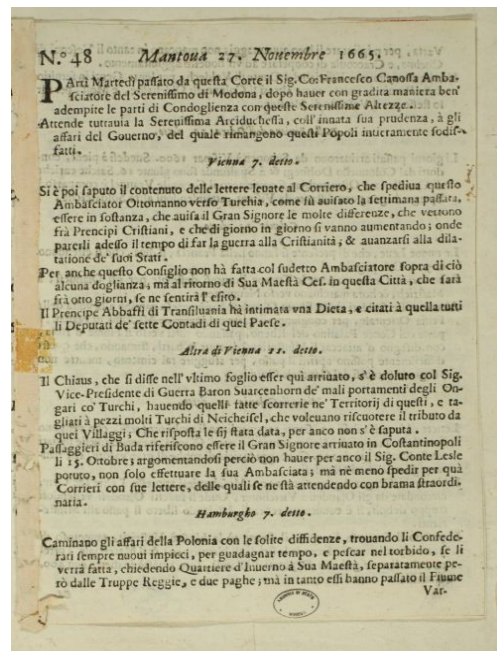 N.° 48 Mantoua 27. Nouembre 1665.
PArtì Martedì passato da questa Corte il Sig. Co: Francesco Canossa Amba-
sciatore del Serenissimo di Modona, dopò hauer con gradita maniera ben'
adempite le parti di Condoglienza con queste Serenissime Altezze.
Attende tuttauia la Serenissima Arciduchessa, coll'innata sua prudenza, à gli
affari del Gouerno, del quale rimangono questi Popoli intieramente sodis-
fatti.
Vienna 7. detto.
Si è poi saputo il contenuto delle lettere leuate al Corriero, che spediua questo
Ambasciator Ottomanno verso Turchia, come fù auisato la settimana passata,
essere in sostanza, che auisa il Gran Signore le molte differenze, che vertono
frà Prencipi Christiani, e che di giorno in giorno si vanno aumentando; onde
parerli adesso il tempo di far la guerra alla Christianità, & auanzarsi alla dila-
tatione de' suoi Stati.
Per anche questo Consiglio non hà fatta col sudetto Ambasciatore sopra di ciò
alcuna doglianza; mà al ritorno di Sua Maestà Ces. in questa Città, che sarà
frà otto giorni, se ne sentirà l'esito.
Il Prencipe Abbaffi di Transiluania hà intimata vna Dieta, e citati à quella tutti
li Deputati de' sette Contadi di quel Paese.
Altra di Vienna 11. detto.
Il Chiaus, che si disse nell'vltimo foglio esser quì arriuato, s'è doluto col Sig.
Vice-Presidente di Guerra Baron Suarcenhorn de' mali portamenti degli On-
gari co' Turchi, hauendo quelli fatte scorrerie ne' Territorij di questi, e ta-
gliati à pezzi molti Turchi di Neicheisel, che voleuano riscuotere il tributo da
quei Villaggi; Che risposta le sij stata data, per anco non s'è saputa.
Passaggieri di Buda riferiscono essere il Gran Signore arriuato in Costantinopoli
li 15. Ottobre; argomentandosi perciò non hauer per anco il Sig. Conte Lesle
potuto, non solo effettuare la sua Ambasciata; mà nè meno spedir per quà
Corrieri con sue lettere, delle quali se ne stà attendendo con brama straordi-
naria.
Hamburgho 7. detto.
Caminano gli affari della Polonia con le solite diffidenze, trouando li Confede-
rati sempre nuoui impicci, per guadagnar tempo, e pescar nel torbido, se li
verrà fatta, chiedendo Quartiere d'Inuerno à Sua Maestà, separatamente pe-
rò dalle Truppe Reggie, e due paghe; mà in tanto essi hanno passato il Fiume
Var-